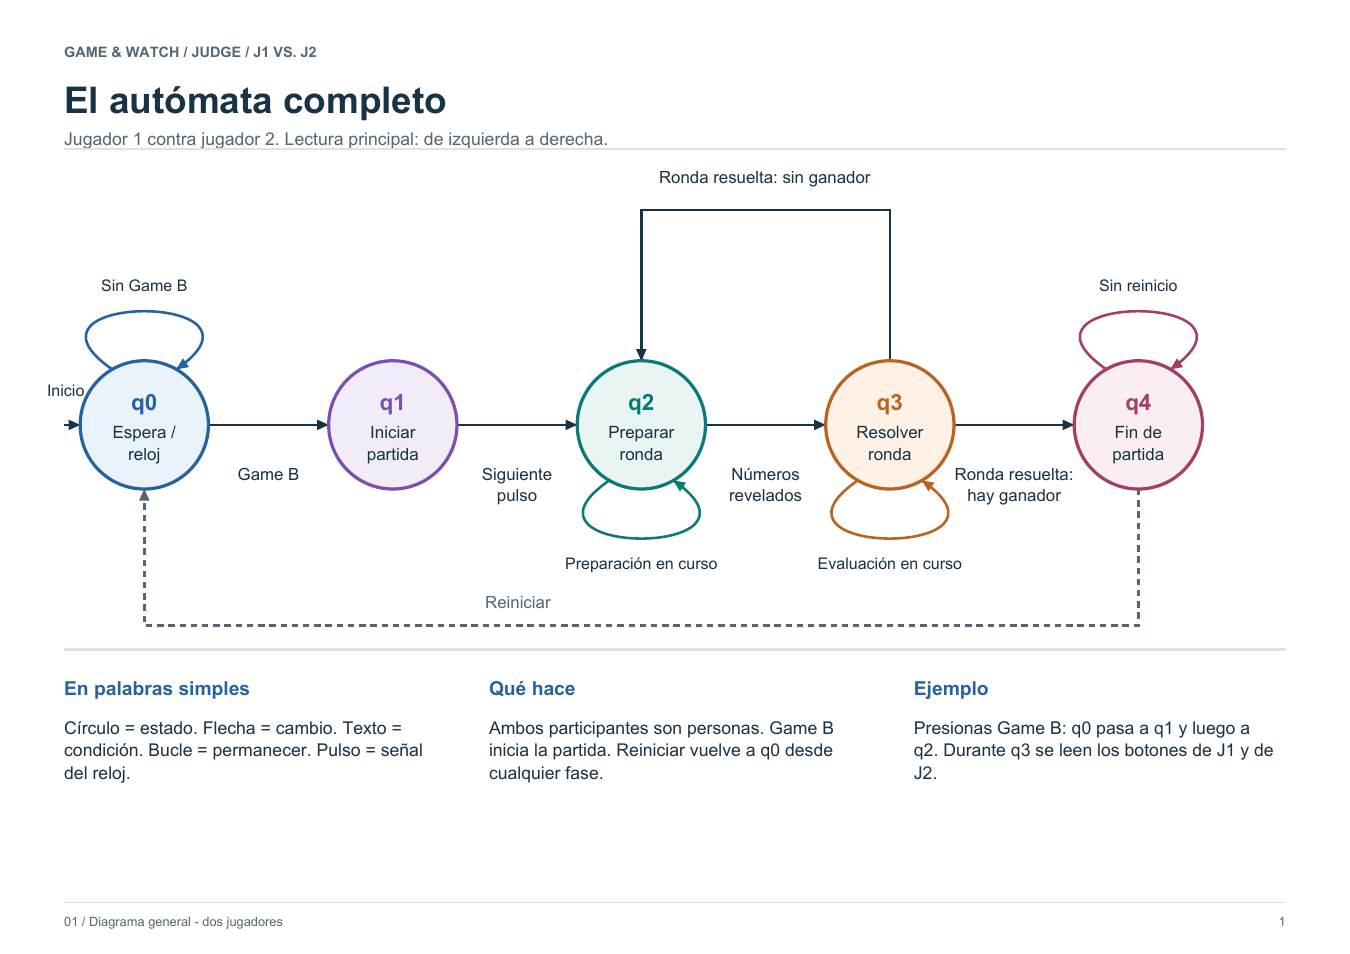 GAME & WATCH / JUDGE / J1 VS. J2
El autómata completo
Jugador 1 contra jugador 2. Lectura principal: de izquierda a derecha.
Ronda resuelta: sin ganador
Sin Game B
Sin reinicio
Inicio
q0
Espera /
reloj
Game B
q1
Iniciar
partida
Siguiente
pulso
q2
Preparar
ronda
Números
revelados
q3
Resolver
ronda
Ronda resuelta:
hay ganador
q4
Fin de
partida
Preparación en curso
Evaluación en curso
Reiniciar
En palabras simples
Círculo = estado. Flecha = cambio. Texto =
condición. Bucle = permanecer. Pulso = señal
del reloj.
Qué hace
Ambos participantes son personas. Game B
inicia la partida. Reiniciar vuelve a q0 desde
cualquier fase.
Ejemplo
Presionas Game B: q0 pasa a q1 y luego a
q2. Durante q3 se leen los botones de J1 y de
J2.
01 / Diagrama general - dos jugadores
1